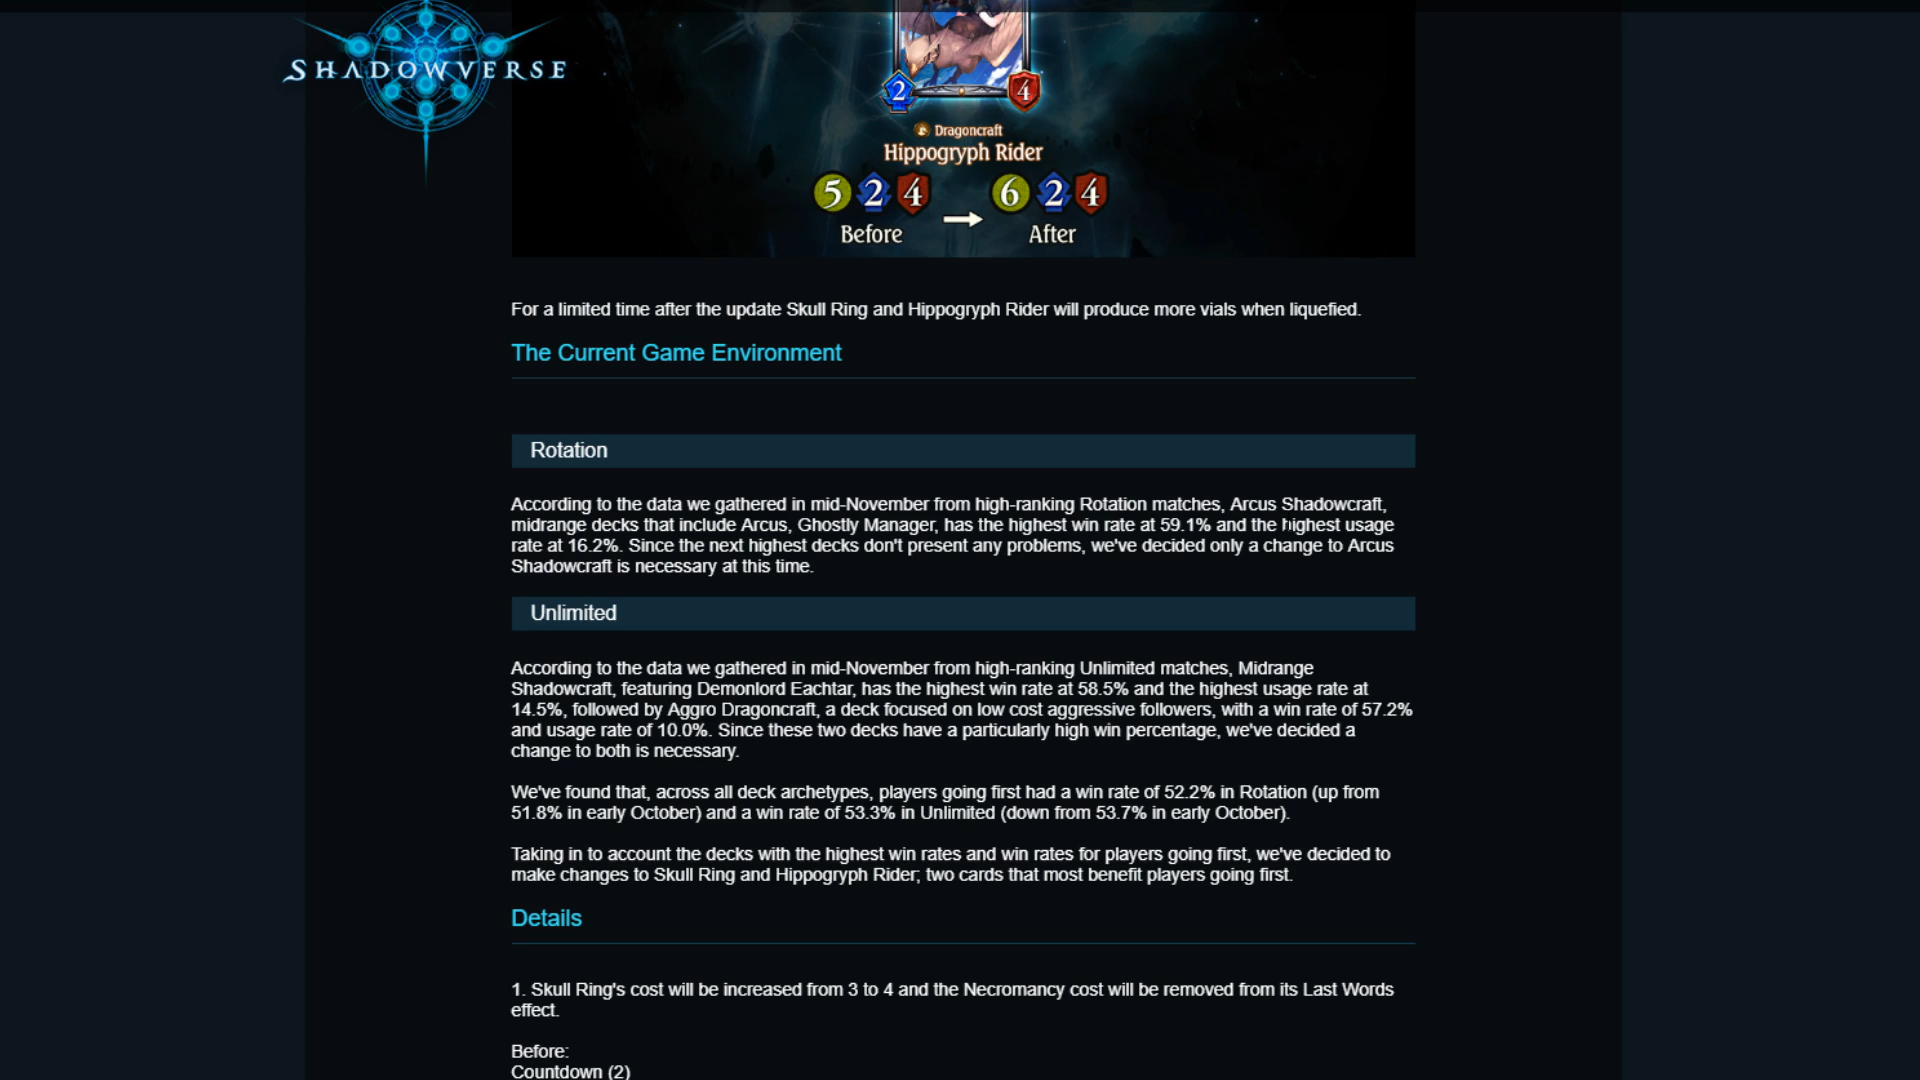 SHADOWVERSE
2 4
Dragoncraft
Hippogryph Rider
5 2 4 6 2 4
Before After
For a limited time after the update Skull Ring and Hippogryph Rider will produce more vials when liquefied.
The Current Game Environment
Rotation
According to the data we gathered in mid-November from high-ranking Rotation matches, Arcus Shadowcraft,
midrange decks that include Arcus, Ghostly Manager, has the highest win rate at 59.1% and the highest usage
rate at 16.2%. Since the next highest decks don't present any problems, we've decided only a change to Arcus
Shadowcraft is necessary at this time.
Unlimited
According to the data we gathered in mid-November from high-ranking Unlimited matches, Midrange
Shadowcraft, featuring Demonlord Eachtar, has the highest win rate at 58.5% and the highest usage rate at
14.5%, followed by Aggro Dragoncraft, a deck focused on low cost aggressive followers, with a win rate of 57.2%
and usage rate of 10.0%. Since these two decks have a particularly high win percentage, we've decided a
change to both is necessary.
We've found that, across all deck archetypes, players going first had a win rate of 52.2% in Rotation (up from
51.8% in early October) and a win rate of 53.3% in Unlimited (down from 53.7% in early October).
Taking in to account the decks with the highest win rates and win rates for players going first, we've decided to
make changes to Skull Ring and Hippogryph Rider; two cards that most benefit players going first.
Details
1. Skull Ring's cost will be increased from 3 to 4 and the Necromancy cost will be removed from its Last Words
effect.
Before:
Countdown (2)